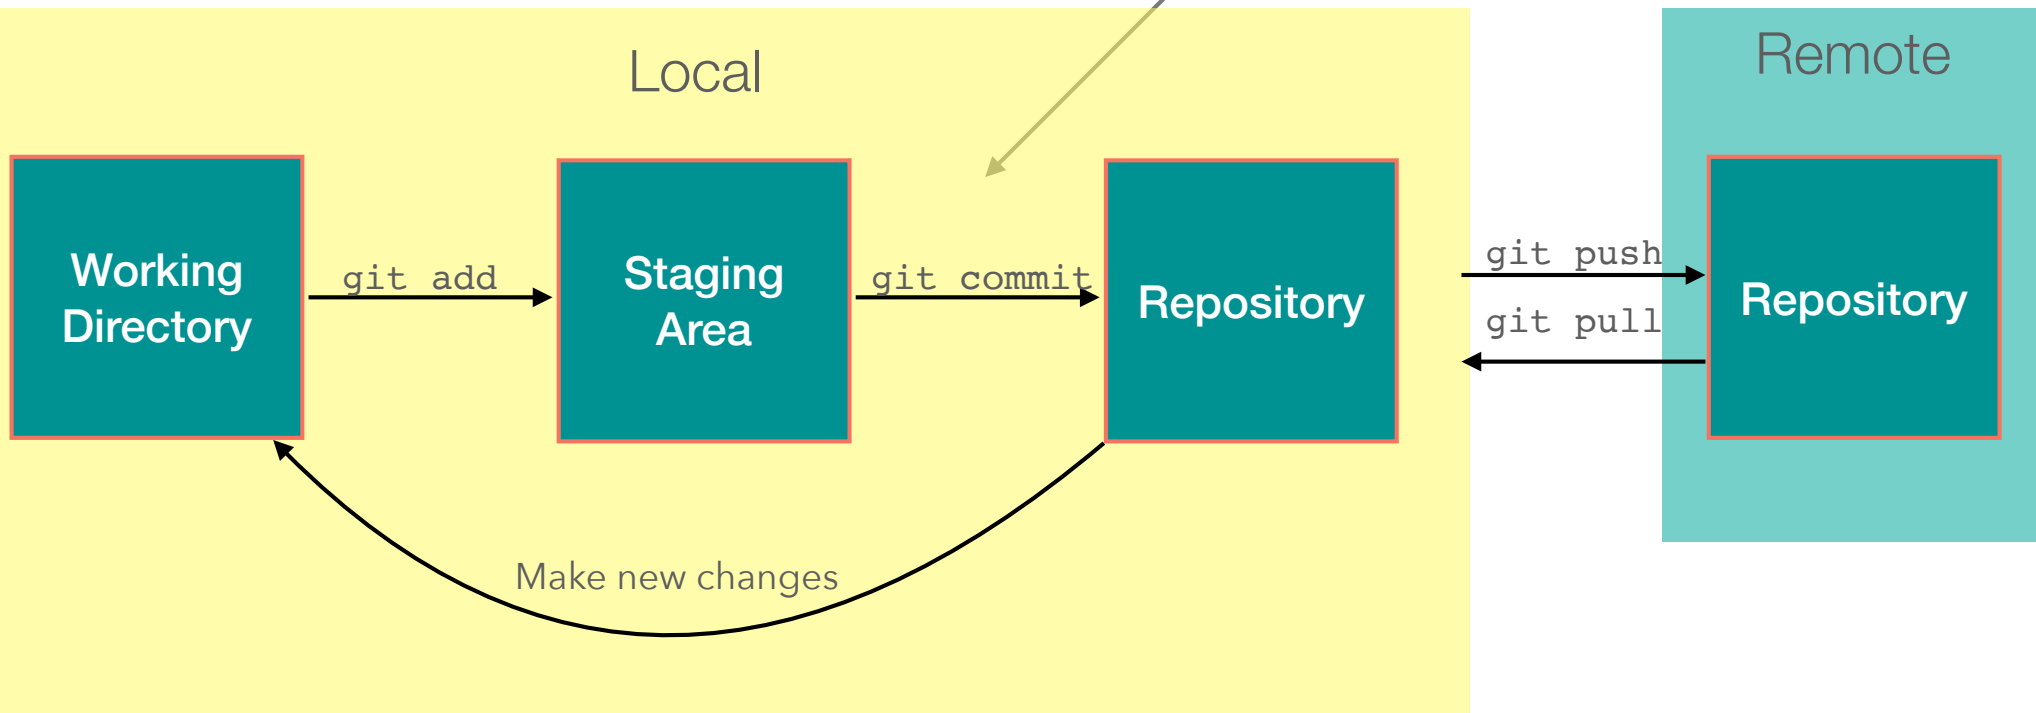 Local
Remote
Working
Directory
git add
Staging
Area
git commit
Repository
git push
git pull
Repository
Make new changes